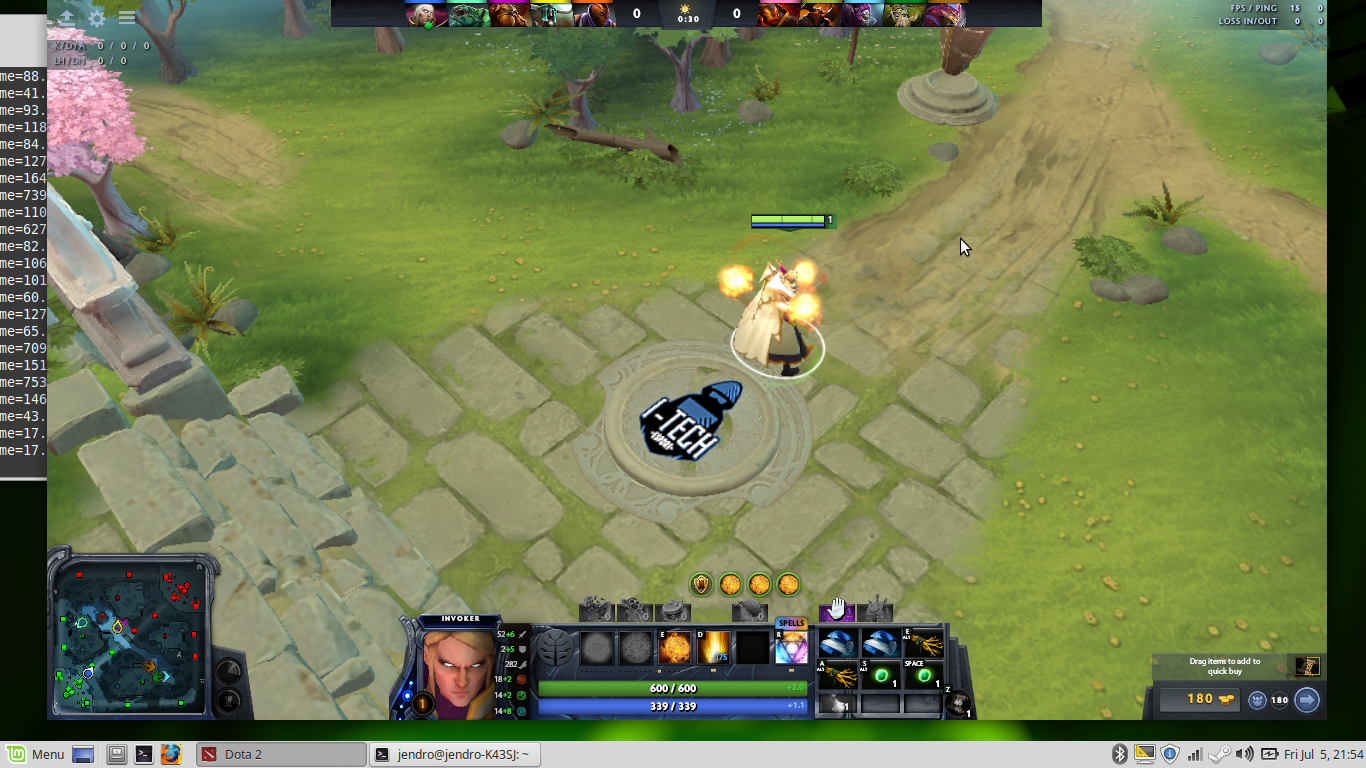 K/D/A 0 / 0 / 0
LH/DN 0 / 0
0
0:30
0
FPS / PING 15 0
LOSS IN/OUT 0 0
me=88.
me=41.
me=93.
me=118
me=84.
me=127
me=164
me=739
me=110
me=627
me=82.
me=106
me=101
me=60.
me=127
me=65.
me=709
me=151
me=753
me=146
me=43.
me=17.
me=17.
1
I-TECH
INVOKER
52+6
2+5
282
18+2
14+2
14+8
1
E
D
175
SPELLS
R
600 / 600
+2.0
339 / 339
+1.1
E
ALT
A
ALT
S
ALT
1
SPACE
1
1
Z
1
Drag items to add to
quick buy
180
180
Menu
Dota 2
jendro@jendro-K43SJ: ~
Fri Jul 5, 21:54